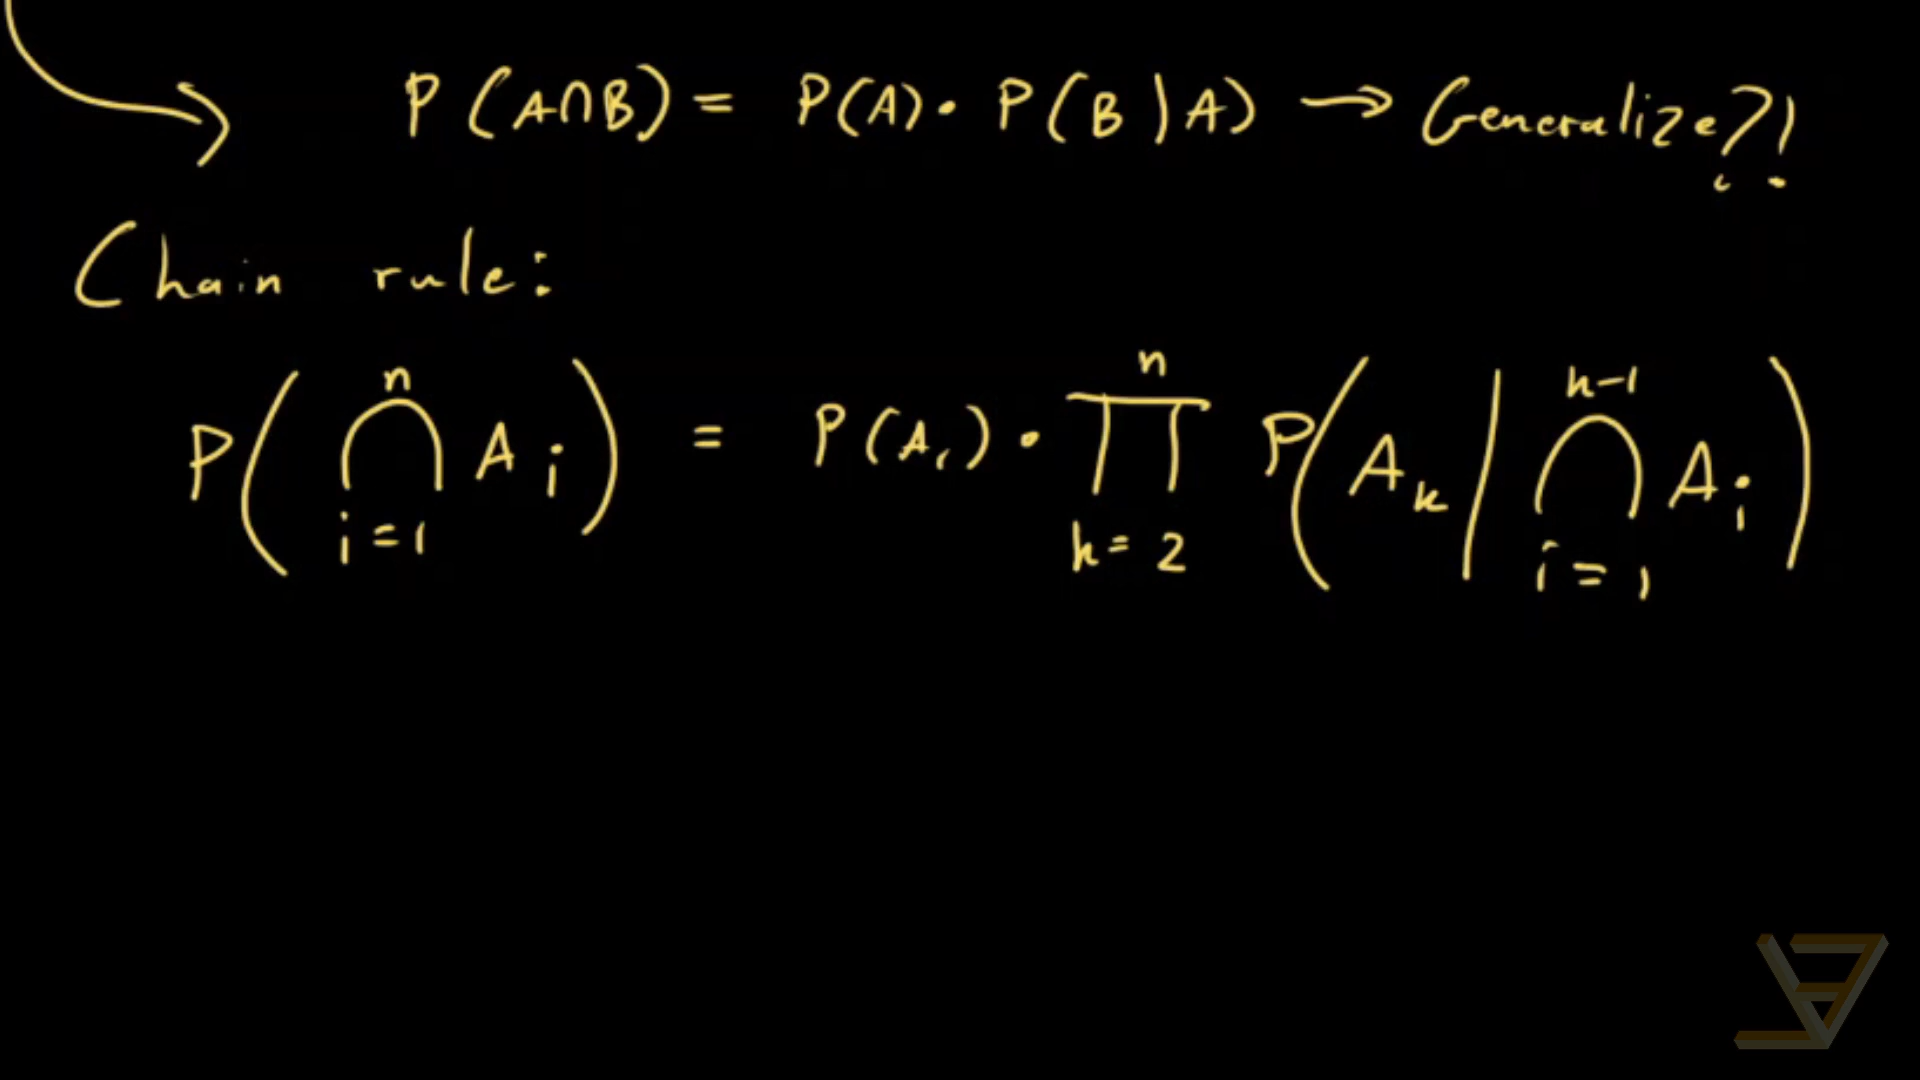 P(A∩B) = P(A) · P(B|A) → Generalize?!
Chain rule:
P(⋂_{i=1}^{n} A_i) = P(A_1) · ∏_{k=2}^{n} P(A_k | ⋂_{i=1}^{k-1} A_i)